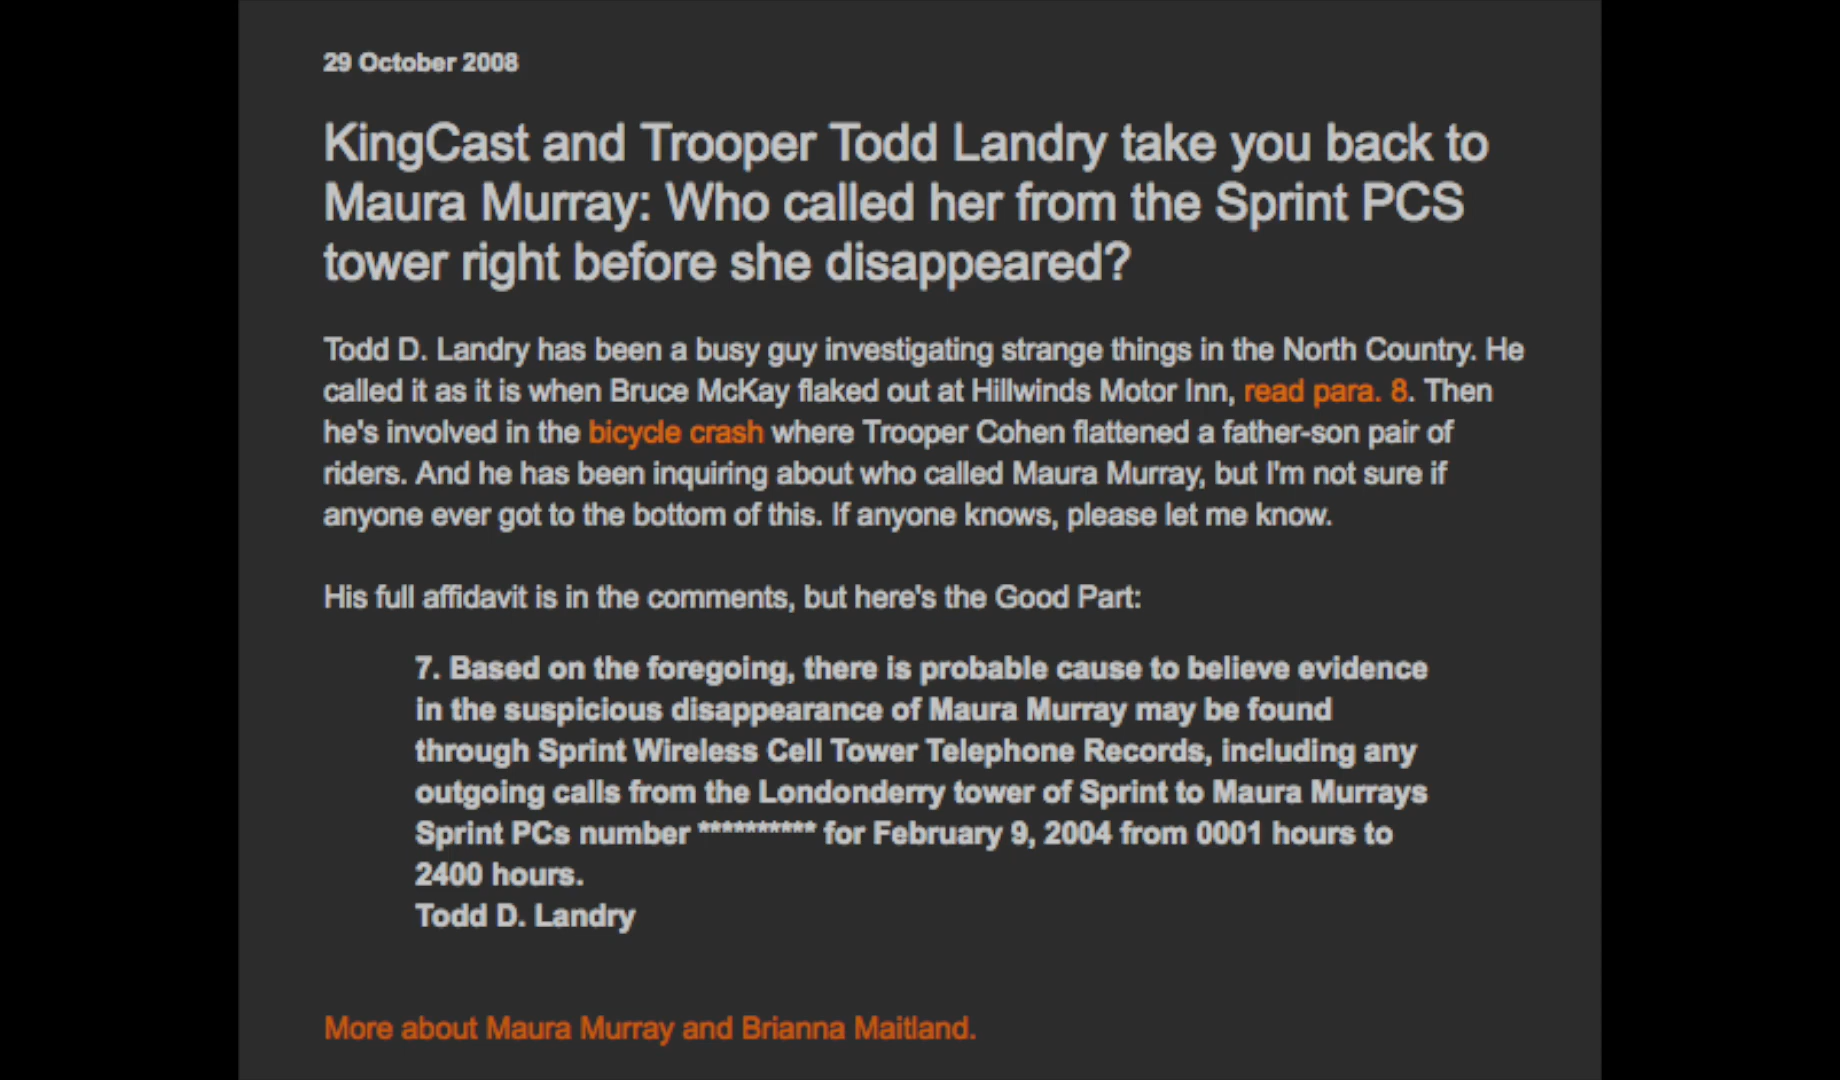 29 October 2008
KingCast and Trooper Todd Landry take you back to
Maura Murray: Who called her from the Sprint PCS
tower right before she disappeared?
Todd D. Landry has been a busy guy investigating strange things in the North Country. He
called it as it is when Bruce McKay flaked out at Hillwinds Motor Inn, read para. 8. Then
he's involved in the bicycle crash where Trooper Cohen flattened a father-son pair of
riders. And he has been inquiring about who called Maura Murray, but I'm not sure if
anyone ever got to the bottom of this. If anyone knows, please let me know.
His full affidavit is in the comments, but here's the Good Part:
7. Based on the foregoing, there is probable cause to believe evidence
in the suspicious disappearance of Maura Murray may be found
through Sprint Wireless Cell Tower Telephone Records, including any
outgoing calls from the Londonderry tower of Sprint to Maura Murrays
Sprint PCs number ********** for February 9, 2004 from 0001 hours to
2400 hours.
Todd D. Landry
More about Maura Murray and Brianna Maitland.